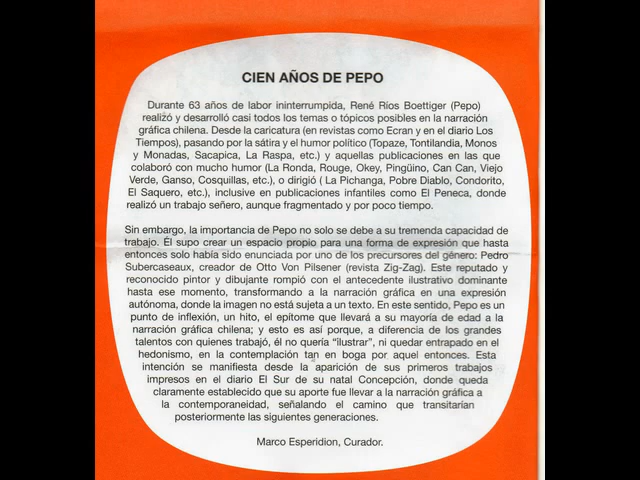 CIEN AÑOS DE PEPO
Durante 63 años de labor ininterrumpida, René Ríos Boettiger (Pepo)
realizó y desarrolló casi todos los temas o tópicos posibles en la narración
gráfica chilena. Desde la caricatura (en revistas como Ecran y en el diario Los
Tiempos), pasando por la sátira y el humor político (Topaze, Tontilandia, Monos
y Monadas, Sacapica, La Raspa, etc.) y aquellas publicaciones en las que
colaboró con mucho humor (La Ronda, Rouge, Okey, Pingüino, Can Can, Viejo
Verde, Ganso, Cosquillas, etc.), o dirigió ( La Pichanga, Pobre Diablo, Condorito,
El Saquero, etc.), inclusive en publicaciones infantiles como El Peneca, donde
realizó un trabajo señero, aunque fragmentado y por poco tiempo.
Sin embargo, la importancia de Pepo no solo se debe a su tremenda capacidad de
trabajo. Él supo crear un espacio propio para una forma de expresión que hasta
entonces solo había sido enunciada por uno de los precursores del género: Pedro
Subercaseaux, creador de Otto Von Pilsener (revista Zig-Zag). Este reputado y
reconocido pintor y dibujante rompió con el antecedente ilustrativo dominante
hasta ese momento, transformando a la narración gráfica en una expresión
autónoma, donde la imagen no está sujeta a un texto. En este sentido, Pepo es un
punto de inflexión, un hito, el epítome que llevará a su mayoría de edad a la
narración gráfica chilena; y esto es así porque, a diferencia de los grandes
talentos con quienes trabajó, él no quería “ilustrar”, ni quedar entrapado en el
hedonismo, en la contemplación tan en boga por aquel entonces. Esta
intención se manifiesta desde la aparición de sus primeros trabajos
impresos en el diario El Sur de su natal Concepción, donde queda
claramente establecido que su aporte fue llevar a la narración gráfica a
la contemporaneidad, señalando el camino que transitarían
posteriormente las siguientes generaciones.
Marco Esperidion, Curador.